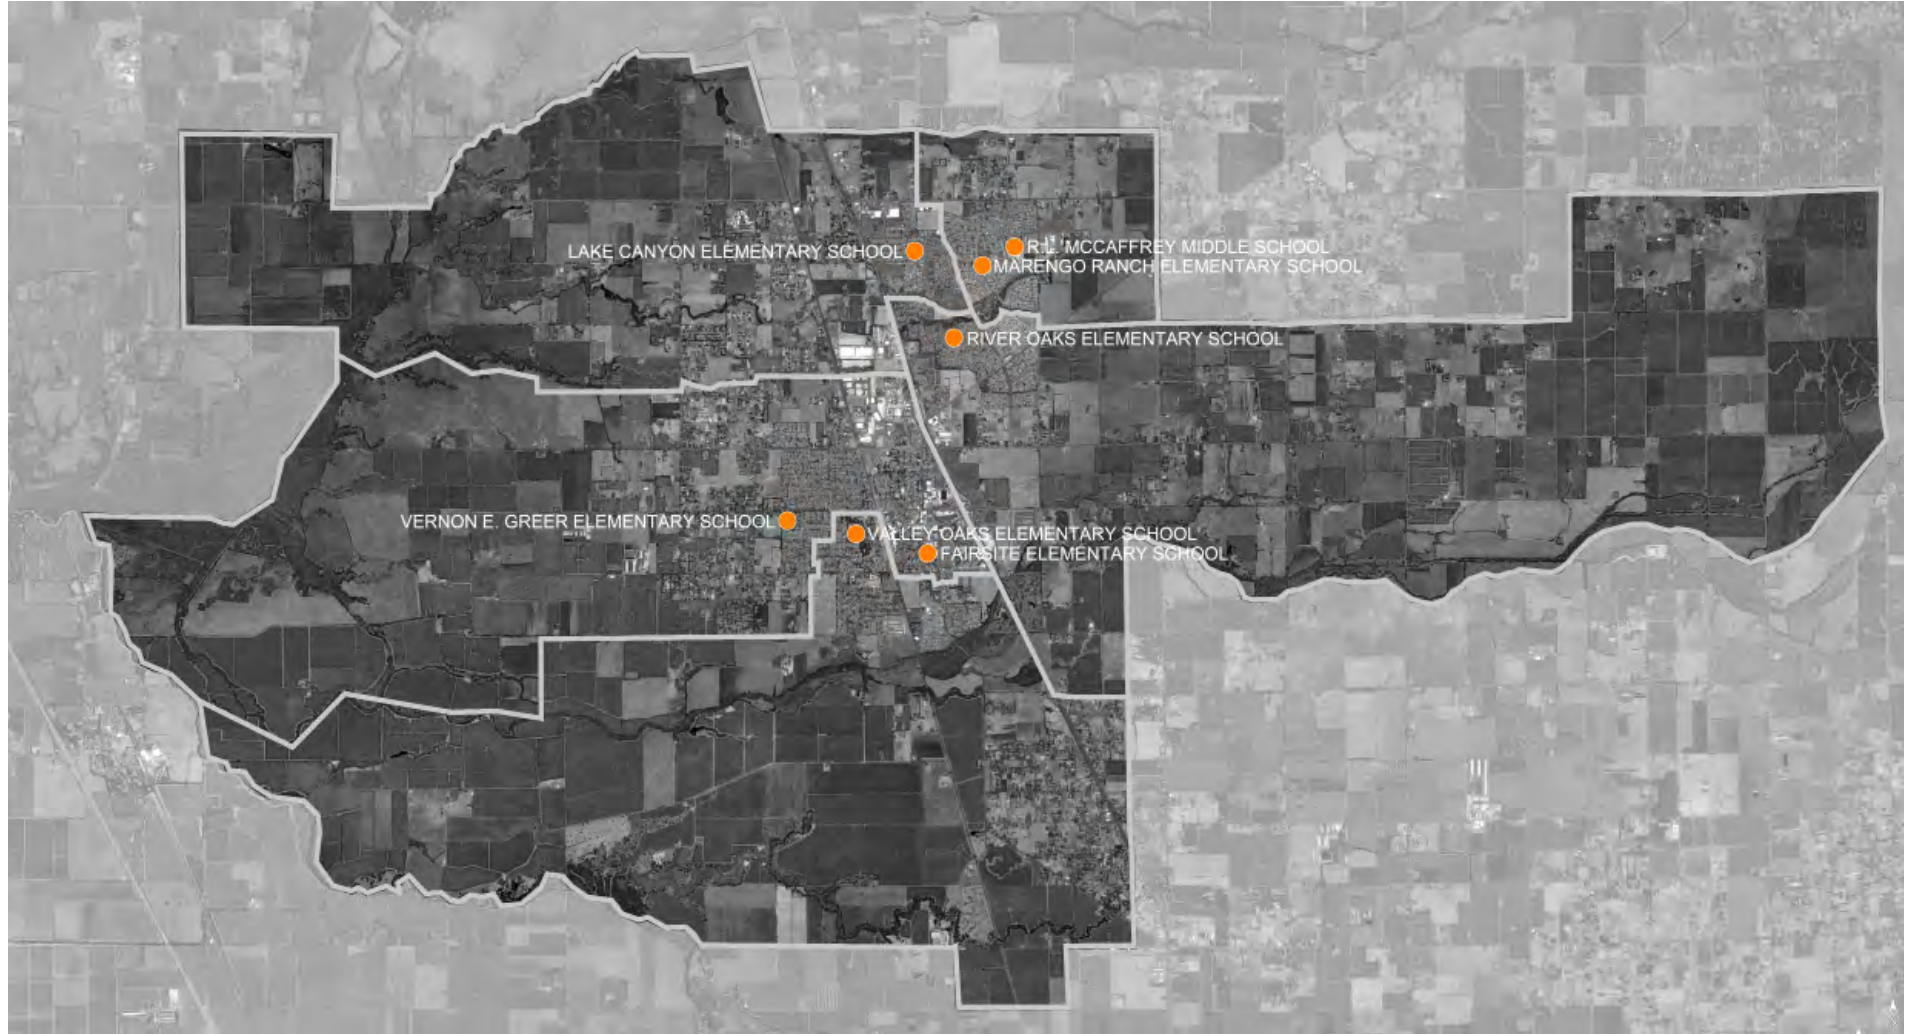 LAKE CANYON ELEMENTARY SCHOOL
R.L. MCCAFFREY MIDDLE SCHOOL
MARENGO RANCH ELEMENTARY SCHOOL
RIVER OAKS ELEMENTARY SCHOOL
VERNON E. GREER ELEMENTARY SCHOOL
VALLEY OAKS ELEMENTARY SCHOOL
FAIRSITE ELEMENTARY SCHOOL